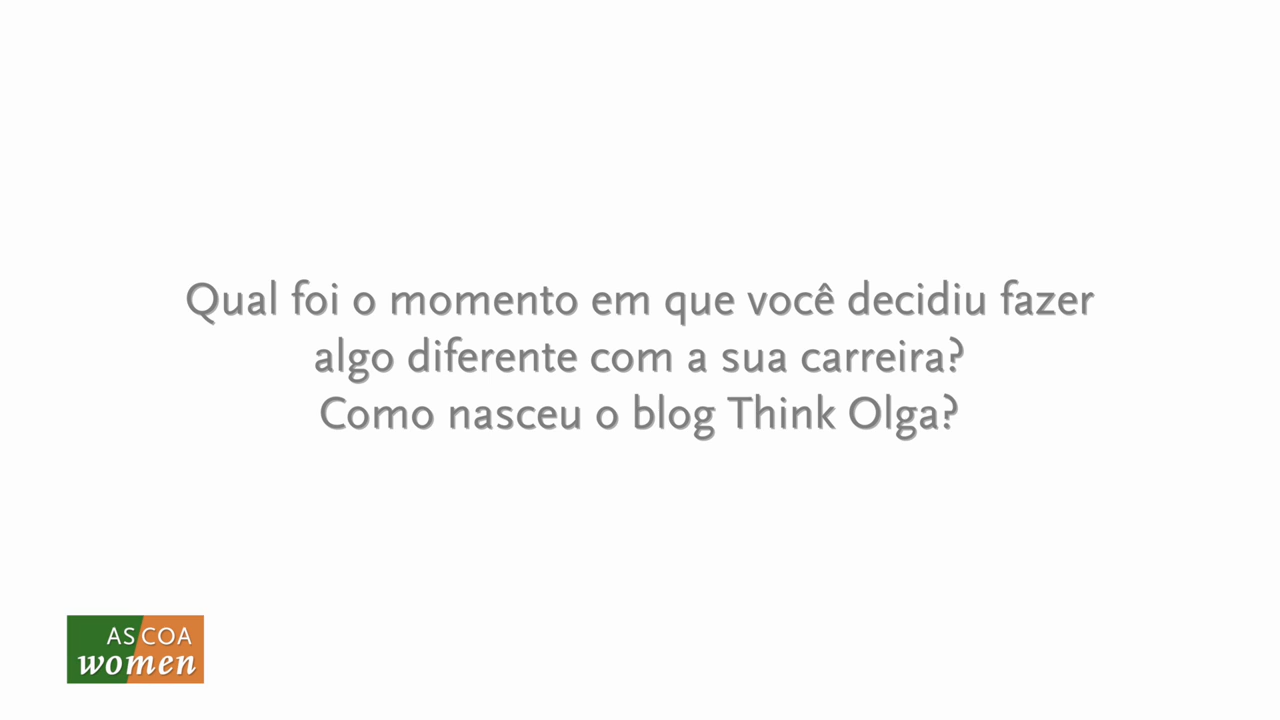 Qual foi o momento em que você decidiu fazer
algo diferente com a sua carreira?
Como nasceu o blog Think Olga?
AS COA
women